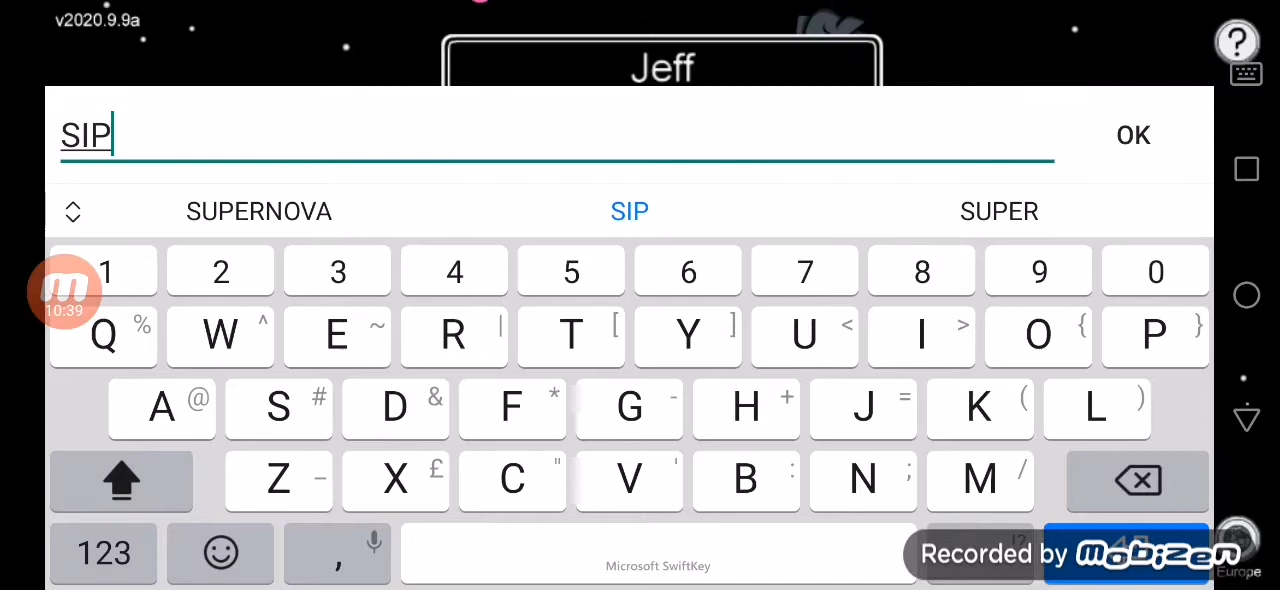 v2020.9.9a
Jeff
SIP
OK
SUPERNOVA SIP SUPER
1 2 3 4 5 6 7 8 9 0
10:39
Q % W ^ E ~ R | T [ Y ] U < I > O { P }
A @ S # D & F * G - H + J = K ( L )
Z _ X £ C " V ' B : N ; M /
123 , !?
Microsoft SwiftKey
Recorded by mobizen
Europe